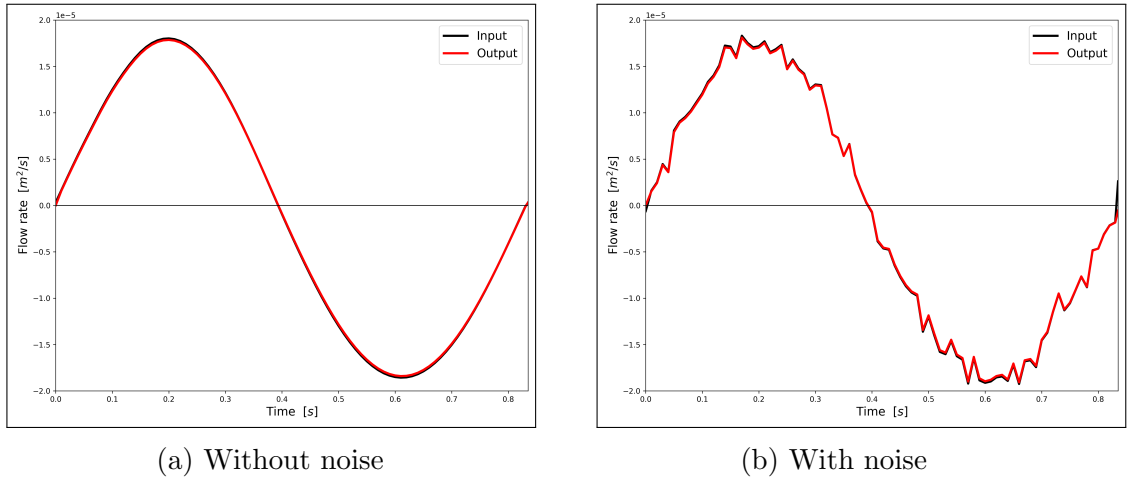 1e−5
2.0
1.5
1.0
0.5
0.0
−0.5
−1.0
−1.5
−2.0
Flow rate [m²/s]
0.0 0.1 0.2 0.3 0.4 0.5 0.6 0.7 0.8
Time [s]
Input
Output
(a) Without noise
1e−5
2.0
1.5
1.0
0.5
0.0
−0.5
−1.0
−1.5
−2.0
Flow rate [m²/s]
0.0 0.1 0.2 0.3 0.4 0.5 0.6 0.7 0.8
Time [s]
Input
Output
(b) With noise